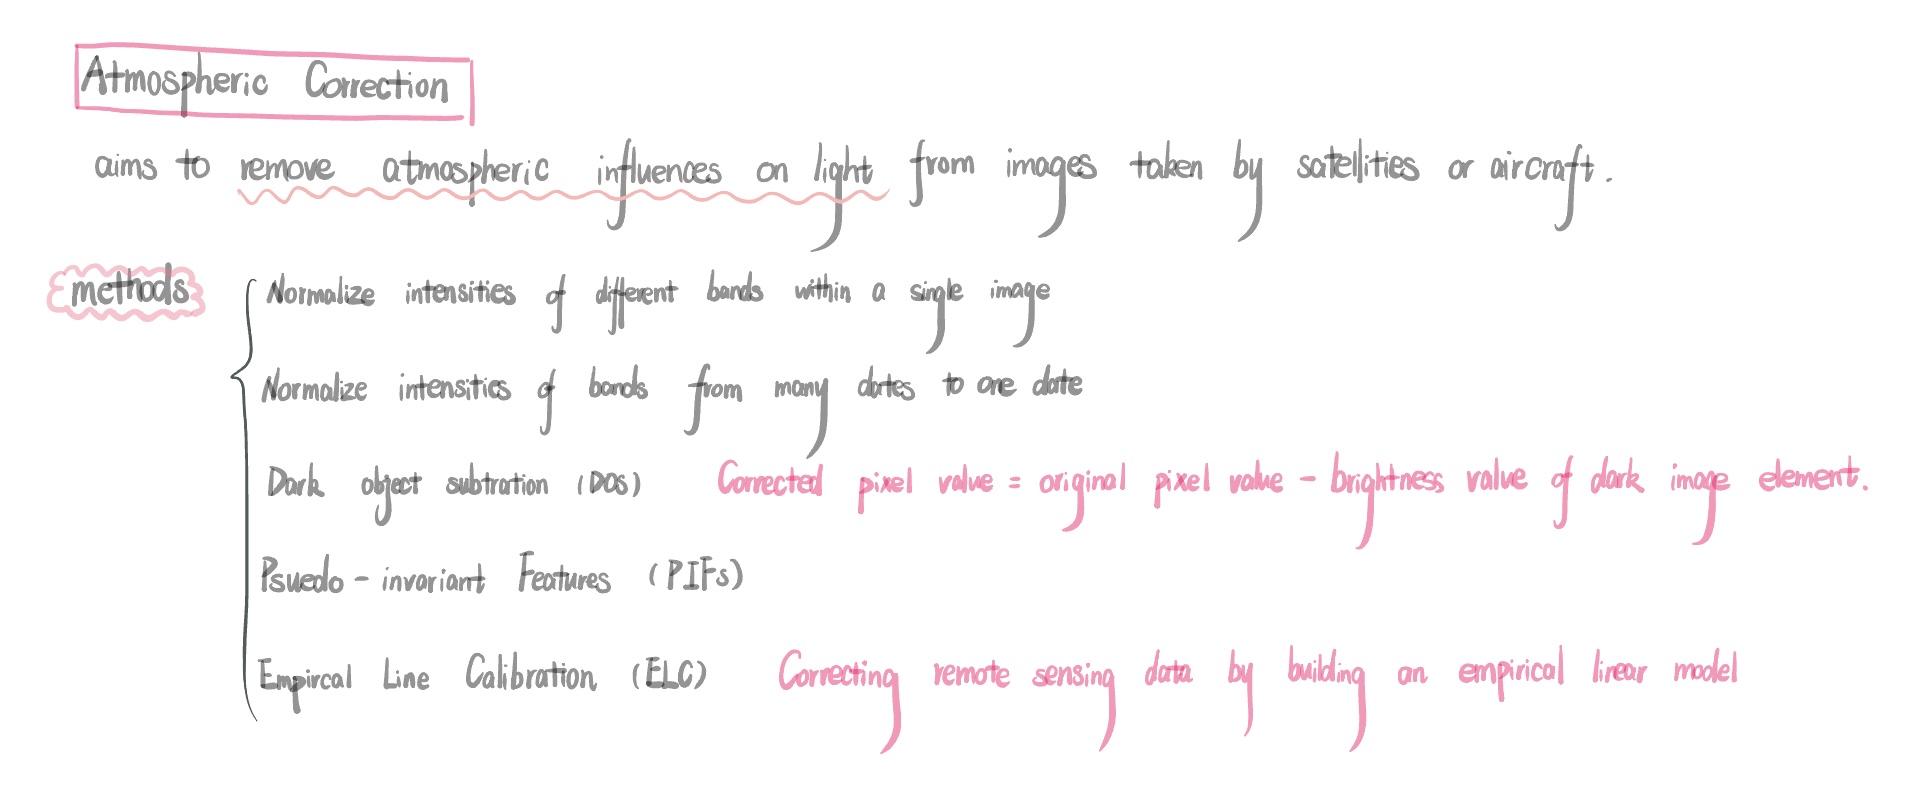 Atmospheric Correction
aims to remove atmospheric influences on light from images taken by satellities or aircraft.
methods
Normalize intensities of different bands within a single image
Normalize intensities of bands from many dates to one date
Dark object subtration (DOS) Corrected pixel value = original pixel value - brightness value of dark image element.
Psuedo-invariant Features (PIFs)
Empircal Line Calibration (ELC) Correcting remote sensing data by building an empirical linear model